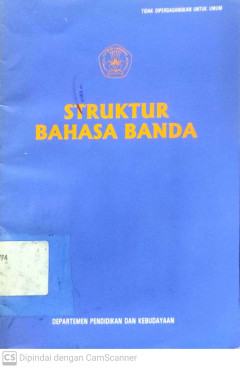 TIDAK DIPERDAGANGKAN UNTUK UMUM
STRUKTUR
BAHASA BANDA
DEPARTEMEN PENDIDIKAN DAN KEBUDAYAAN
CS Dipindai dengan CamScanner